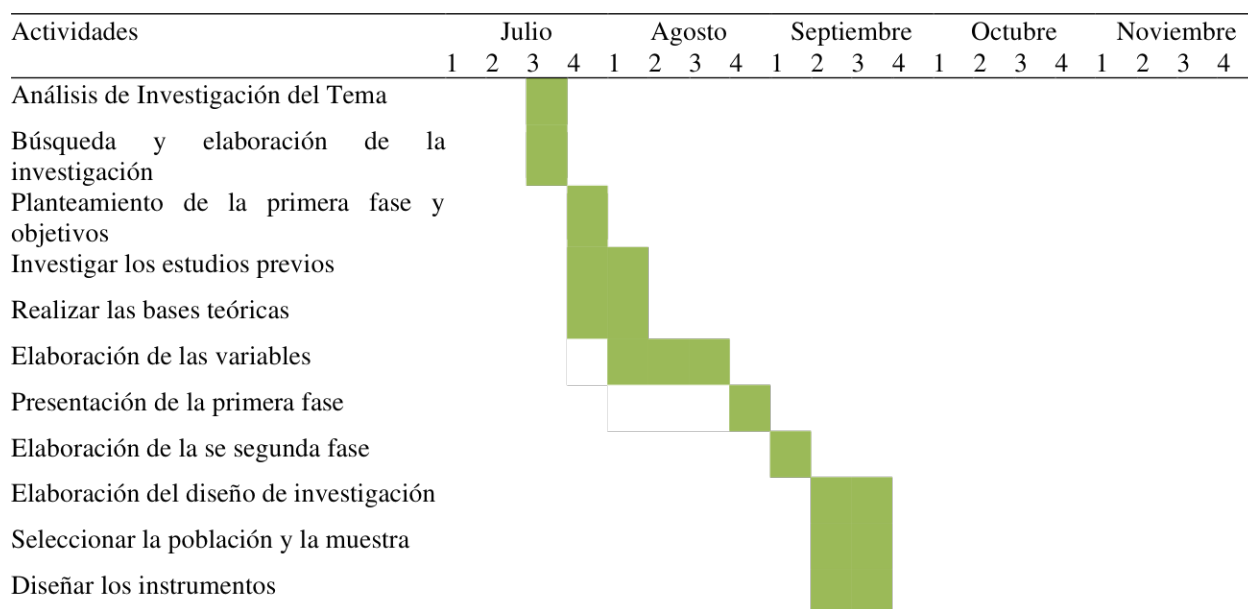 Actividades Julio Agosto Septiembre Octubre Noviembre
1 2 3 4 1 2 3 4 1 2 3 4 1 2 3 4 1 2 3 4
Análisis de Investigación del Tema
Búsqueda y elaboración de la
investigación
Planteamiento de la primera fase y
objetivos
Investigar los estudios previos
Realizar las bases teóricas
Elaboración de las variables
Presentación de la primera fase
Elaboración de la se segunda fase
Elaboración del diseño de investigación
Seleccionar la población y la muestra
Diseñar los instrumentos